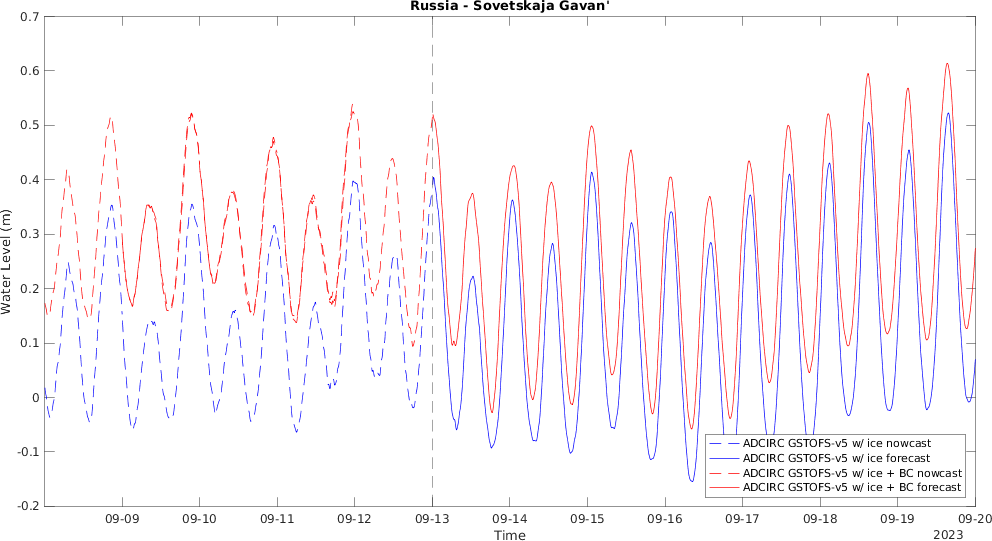 Russia - Sovetskaja Gavan'
Water Level (m)
0.7
0.6
0.5
0.4
0.3
0.2
0.1
0
-0.1
-0.2
ADCIRC GSTOFS-v5 w/ ice nowcast
ADCIRC GSTOFS-v5 w/ ice forecast
ADCIRC GSTOFS-v5 w/ ice + BC nowcast
ADCIRC GSTOFS-v5 w/ ice + BC forecast
09-09 09-10 09-11 09-12 09-13 09-14 09-15 09-16 09-17 09-18 09-19 09-20
Time
2023